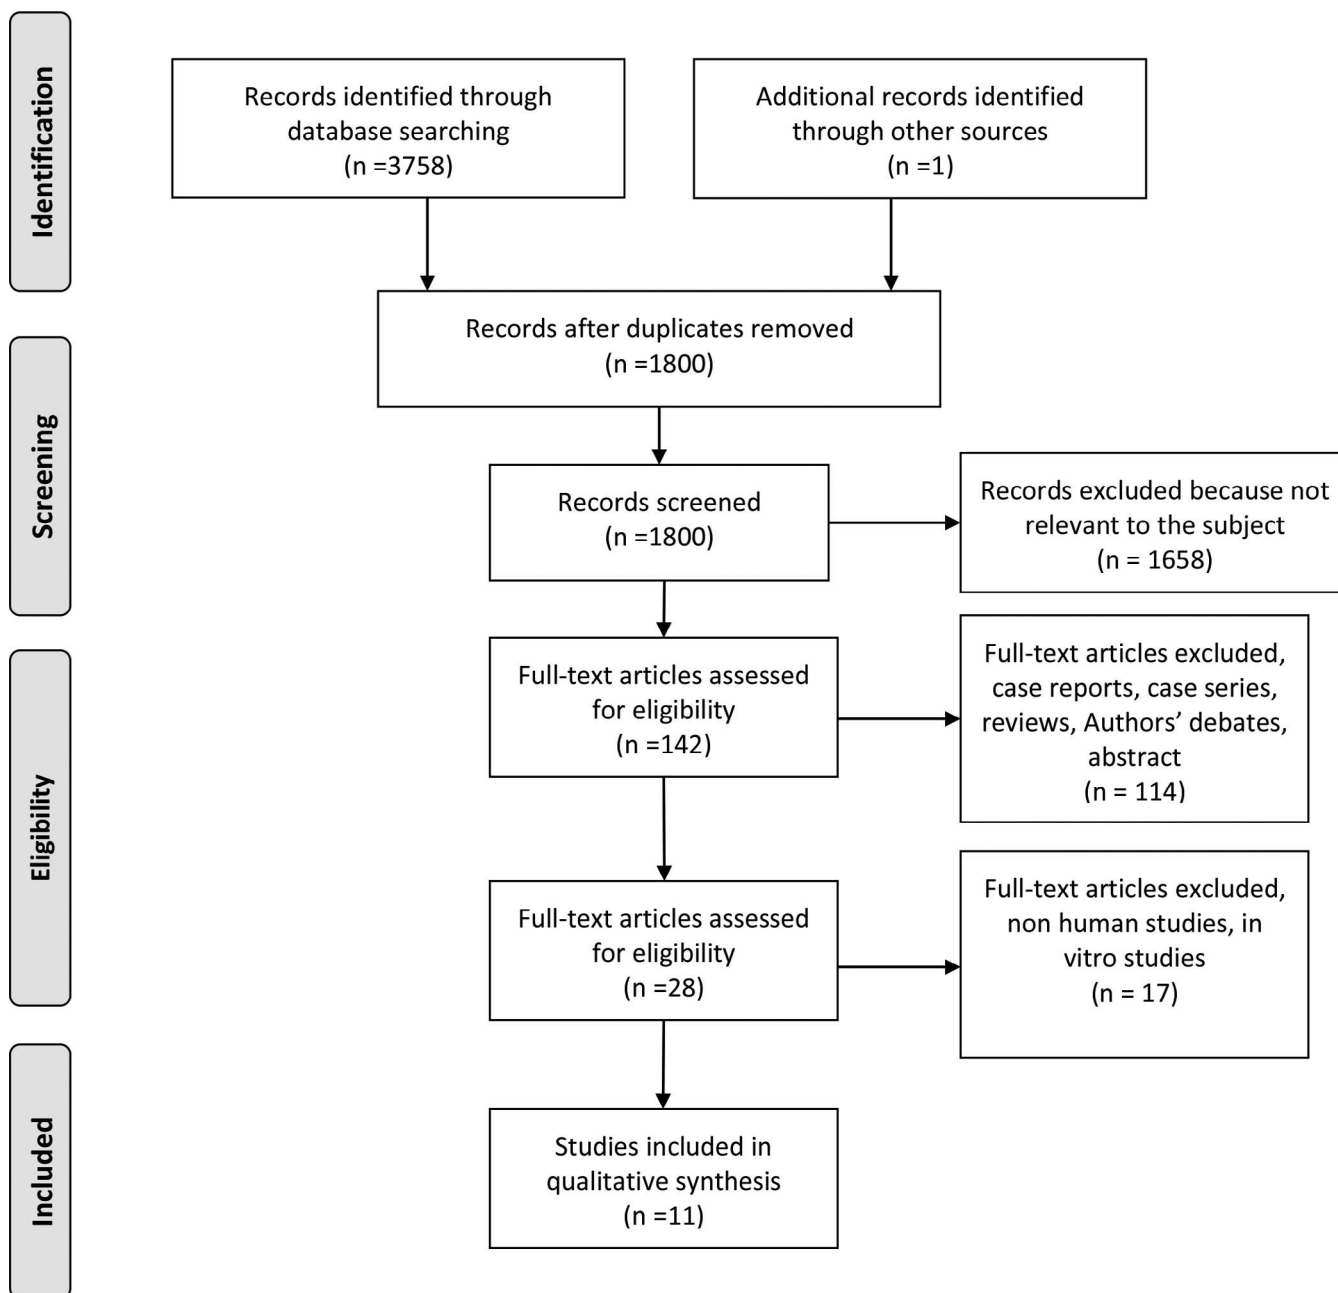 Identification
Records identified through
database searching
(n =3758)
Additional records identified
through other sources
(n =1)
Records after duplicates removed
(n =1800)
Screening
Records screened
(n =1800)
Records excluded because not
relevant to the subject
(n = 1658)
Eligibility
Full-text articles assessed
for eligibility
(n =142)
Full-text articles excluded,
case reports, case series,
reviews, Authors’ debates,
abstract
(n = 114)
Full-text articles assessed
for eligibility
(n =28)
Full-text articles excluded,
non human studies, in
vitro studies
(n = 17)
Included
Studies included in
qualitative synthesis
(n =11)